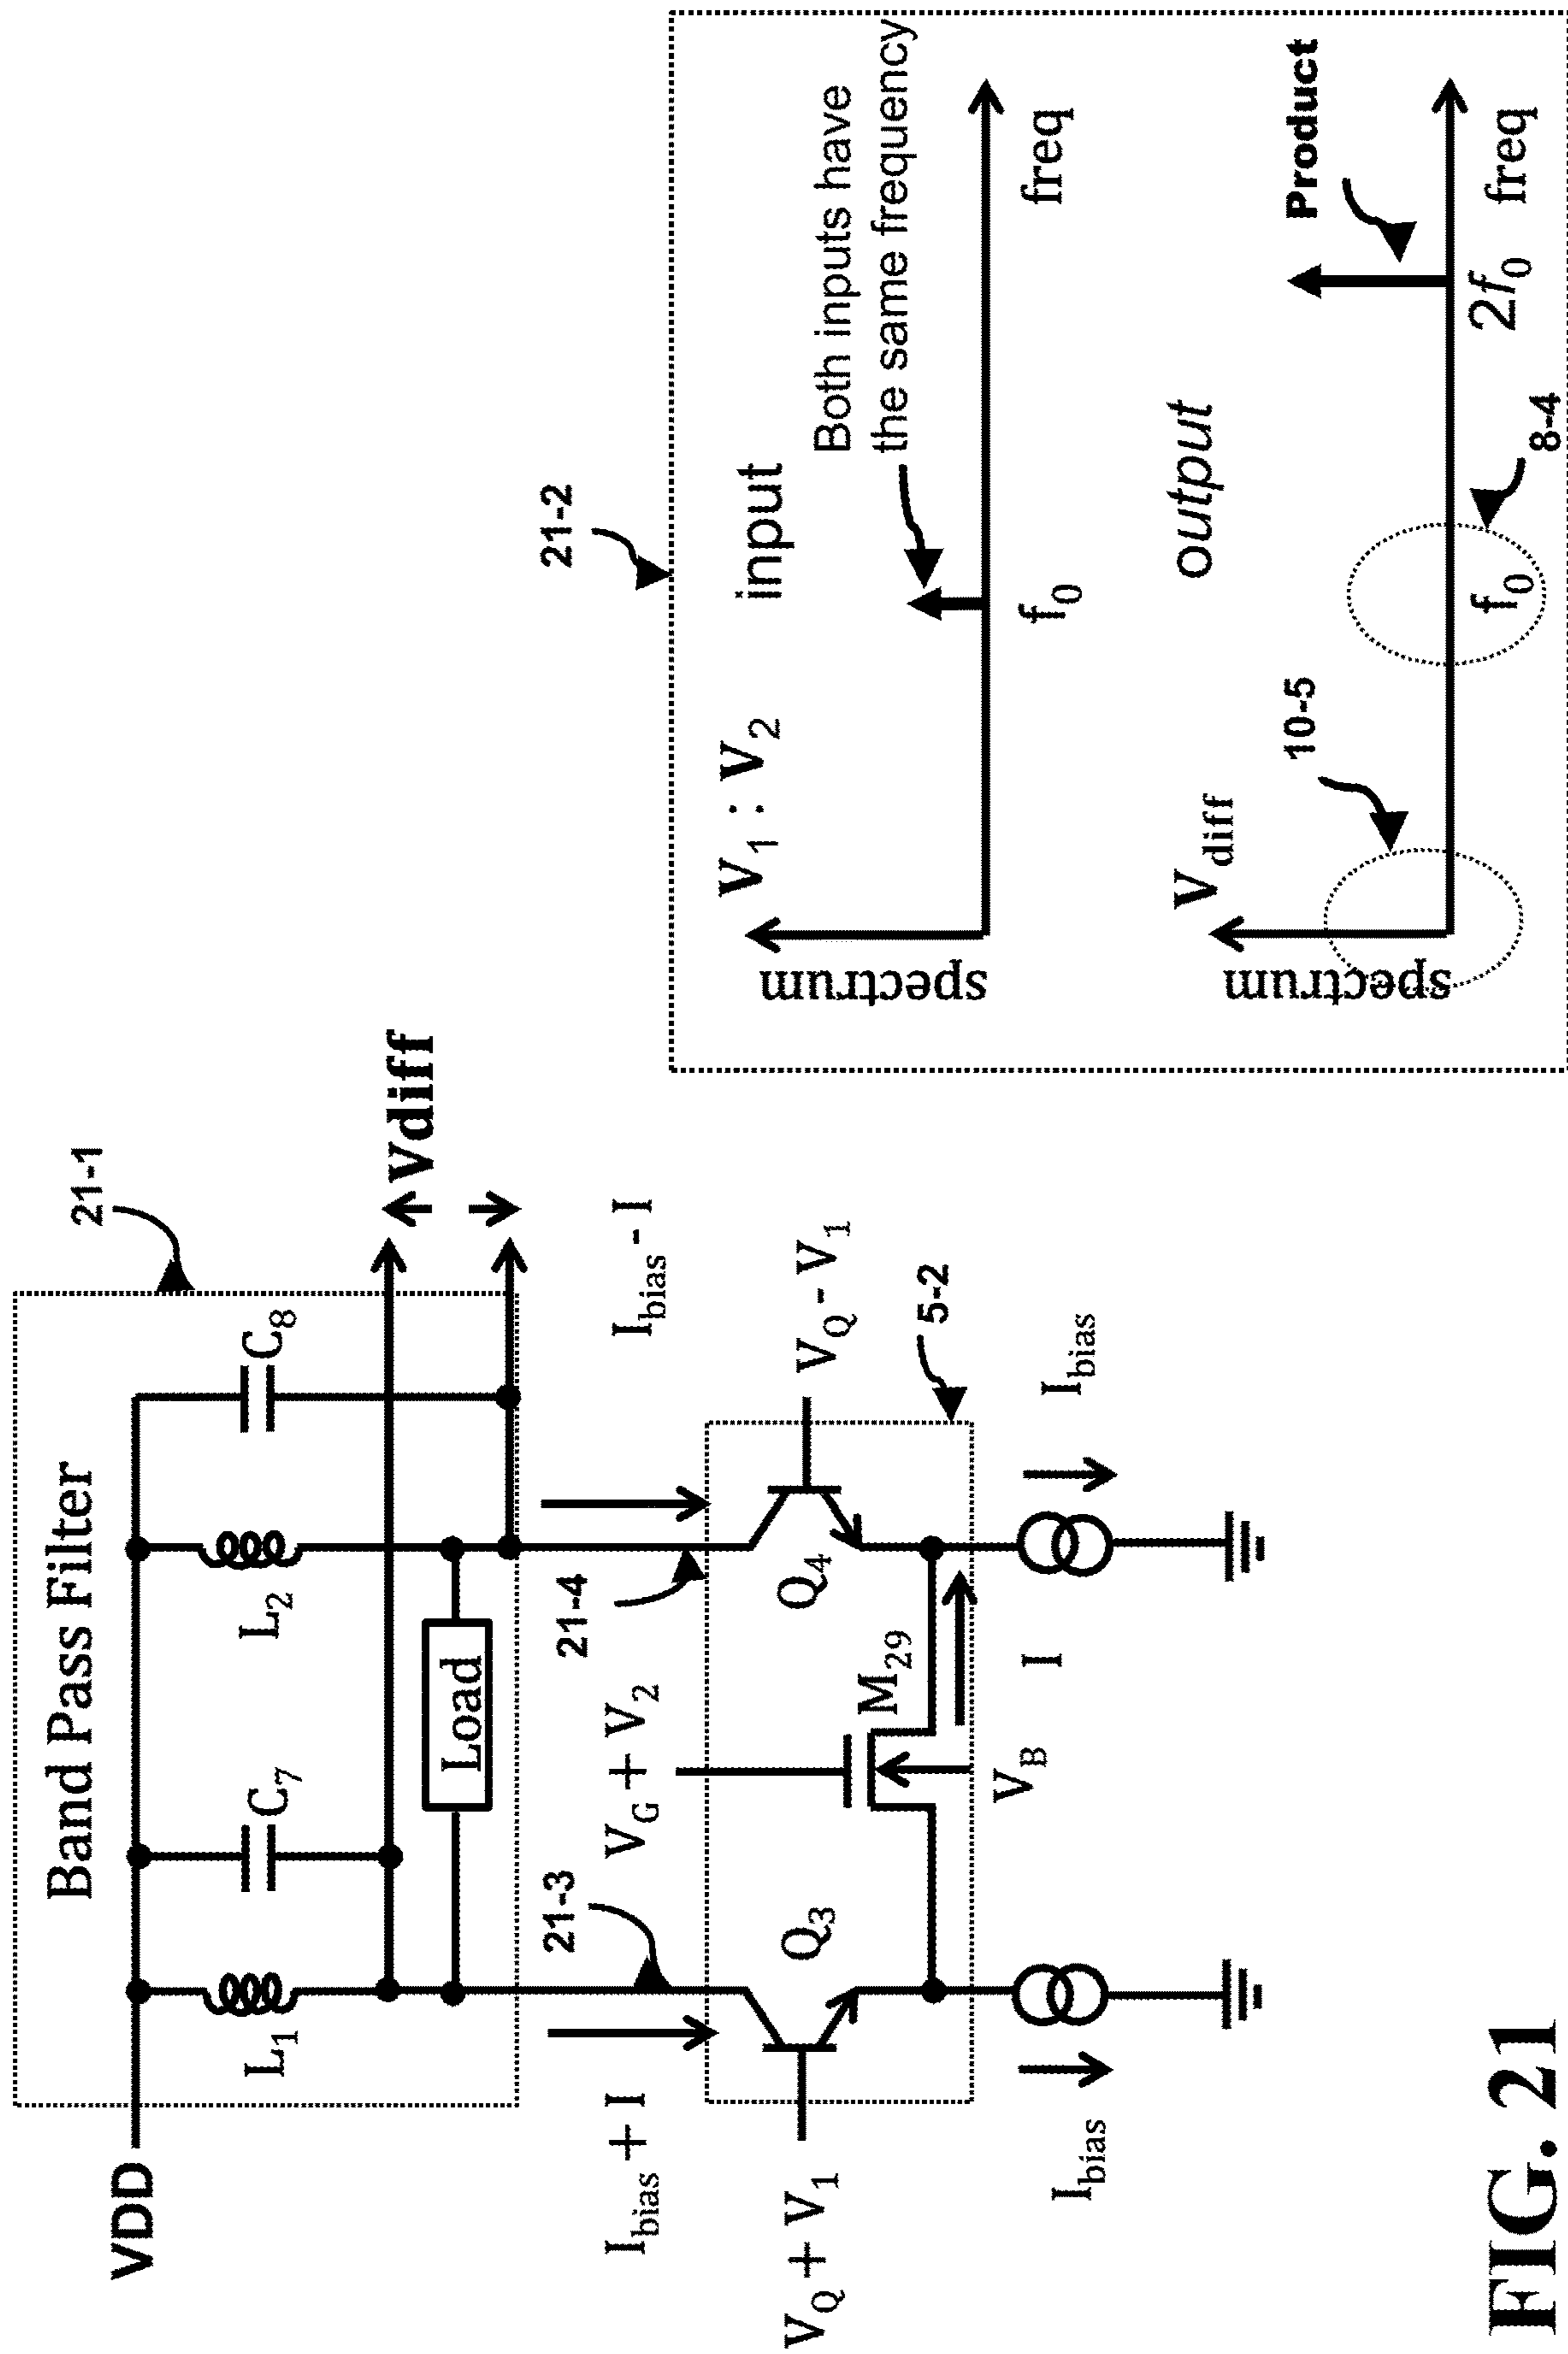 21-1
Band Pass Filter
VDD
L1
C7
L2
C8
Load
Vdiff
21-3
21-4
Ibias + I
VG + V2
Ibias - I
VQ + V1
Q3
M29
Q4
VQ - V1
5-2
VB
I
Ibias
Ibias
21-2
V1 : V2
input
Both inputs have
the same frequency
spectrum
f0
freq
Vdiff
output
10-5
Product
spectrum
f0
2f0
freq
8-4
FIG. 21